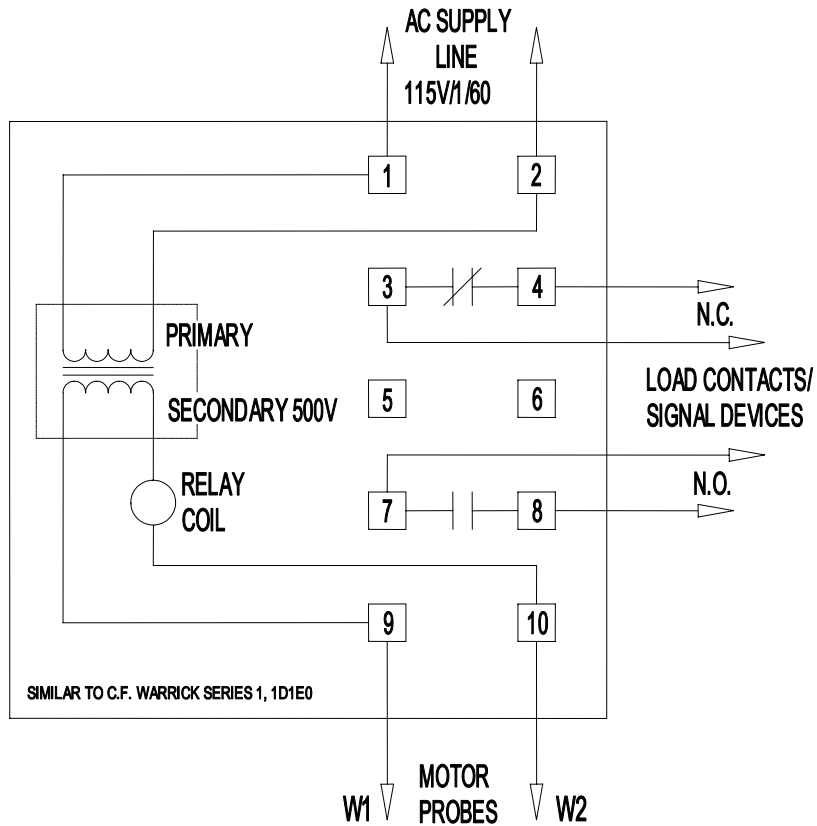 AC SUPPLY
LINE
115V/1/60
1
2
3
4
N.C.
PRIMARY
LOAD CONTACTS/
SIGNAL DEVICES
5
6
SECONDARY 500V
RELAY
COIL
N.O.
7
8
9
10
SIMILAR TO C.F. WARRICK SERIES 1, 1D1E0
W1
MOTOR
PROBES
W2